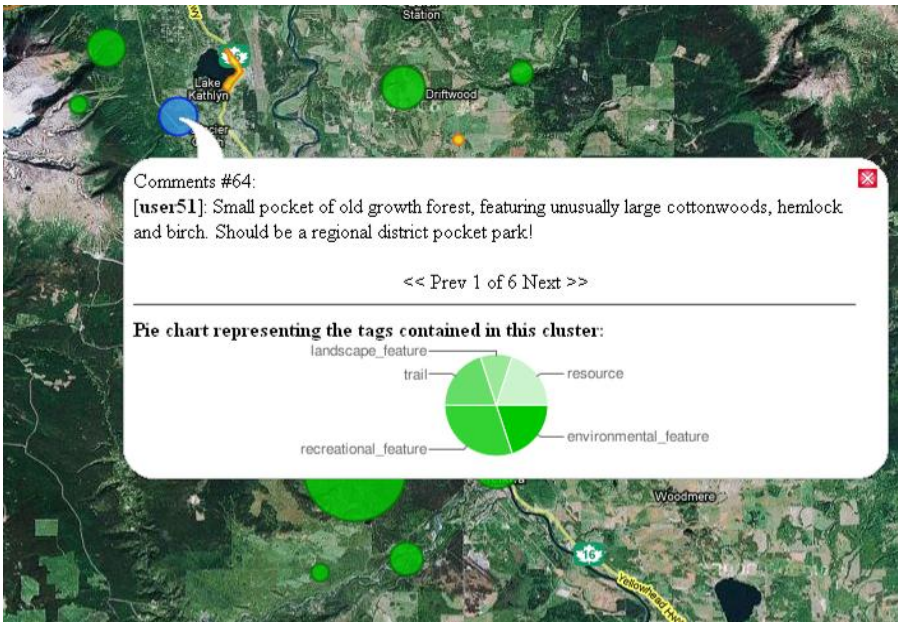 Station
16
Lake
Kathlyn
Driftwood
Comments #64:
[user51]: Small pocket of old growth forest, featuring unusually large cottonwoods, hemlock
and birch. Should be a regional district pocket park!
<< Prev 1 of 6 Next >>
Pie chart representing the tags contained in this cluster:
landscape_feature
trail
resource
recreational_feature
environmental_feature
Woodmere
16
Yellowhead Hwy